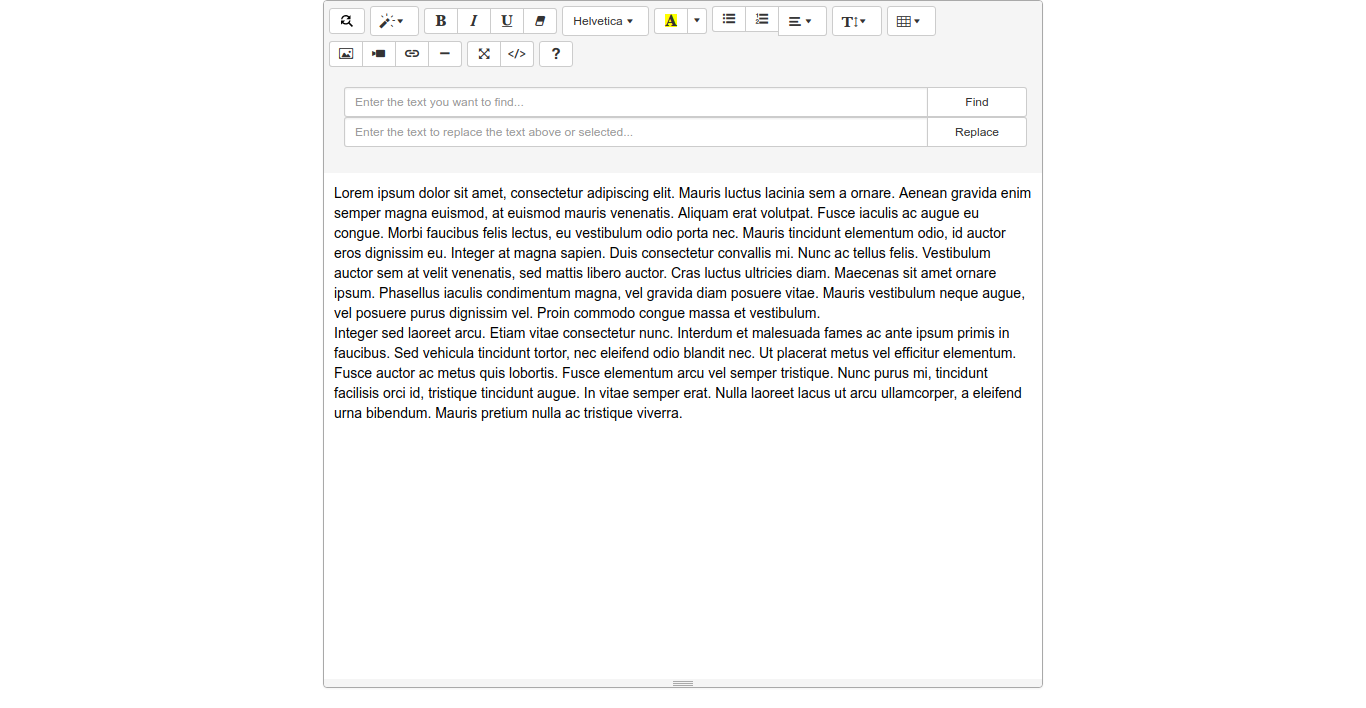 B I U Helvetica A T
</> ?
Enter the text you want to find... Find
Enter the text to replace the text above or selected... Replace
Lorem ipsum dolor sit amet, consectetur adipiscing elit. Mauris luctus lacinia sem a ornare. Aenean gravida enim
semper magna euismod, at euismod mauris venenatis. Aliquam erat volutpat. Fusce iaculis ac augue eu
congue. Morbi faucibus felis lectus, eu vestibulum odio porta nec. Mauris tincidunt elementum odio, id auctor
eros dignissim eu. Integer at magna sapien. Duis consectetur convallis mi. Nunc ac tellus felis. Vestibulum
auctor sem at velit venenatis, sed mattis libero auctor. Cras luctus ultricies diam. Maecenas sit amet ornare
ipsum. Phasellus iaculis condimentum magna, vel gravida diam posuere vitae. Mauris vestibulum neque augue,
vel posuere purus dignissim vel. Proin commodo congue massa et vestibulum.
Integer sed laoreet arcu. Etiam vitae consectetur nunc. Interdum et malesuada fames ac ante ipsum primis in
faucibus. Sed vehicula tincidunt tortor, nec eleifend odio blandit nec. Ut placerat metus vel efficitur elementum.
Fusce auctor ac metus quis lobortis. Fusce elementum arcu vel semper tristique. Nunc purus mi, tincidunt
facilisis orci id, tristique tincidunt augue. In vitae semper erat. Nulla laoreet lacus ut arcu ullamcorper, a eleifend
urna bibendum. Mauris pretium nulla ac tristique viverra.